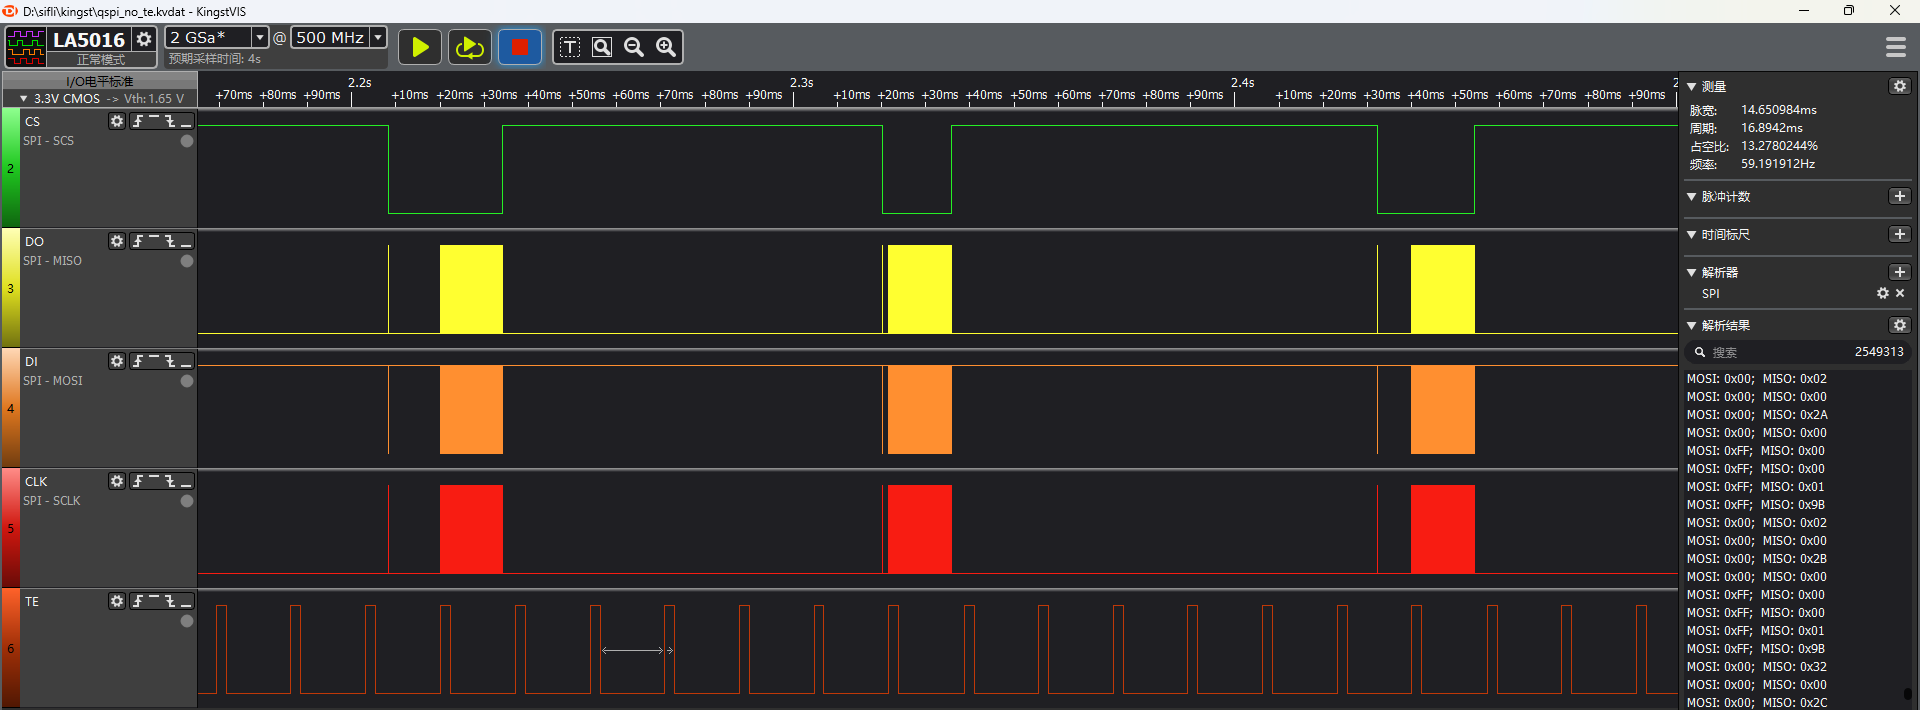 D:\sifli\kingst\qspi_no_te.kvdat - KingstVIS
LA5016
正常模式
2 GSa* @ 500 MHz
预期采样时间: 4s
I/O电平标准
3.3V CMOS -> Vth: 1.65 V
2.2s 2.3s 2.4s 2
+70ms +80ms +90ms +10ms +20ms +30ms +40ms +50ms +60ms +70ms +80ms +90ms +10ms +20ms +30ms +40ms +50ms +60ms +70ms +80ms +90ms +10ms +20ms +30ms +40ms +50ms +60ms +70ms +80ms +90ms
2
CS
SPI - SCS
3
DO
SPI - MISO
4
DI
SPI - MOSI
5
CLK
SPI - SCLK
6
TE
测量
脉宽: 14.650984ms
周期: 16.8942ms
占空比: 13.2780244%
频率: 59.191912Hz
脉冲计数
时间标尺
解析器
SPI
解析结果
搜索 2549313
MOSI: 0x00; MISO: 0x02
MOSI: 0x00; MISO: 0x00
MOSI: 0x00; MISO: 0x2A
MOSI: 0x00; MISO: 0x00
MOSI: 0xFF; MISO: 0x00
MOSI: 0xFF; MISO: 0x00
MOSI: 0xFF; MISO: 0x01
MOSI: 0xFF; MISO: 0x9B
MOSI: 0x00; MISO: 0x02
MOSI: 0x00; MISO: 0x00
MOSI: 0x00; MISO: 0x2B
MOSI: 0x00; MISO: 0x00
MOSI: 0xFF; MISO: 0x00
MOSI: 0xFF; MISO: 0x00
MOSI: 0xFF; MISO: 0x01
MOSI: 0xFF; MISO: 0x9B
MOSI: 0x00; MISO: 0x32
MOSI: 0x00; MISO: 0x00
MOSI: 0x00; MISO: 0x2C